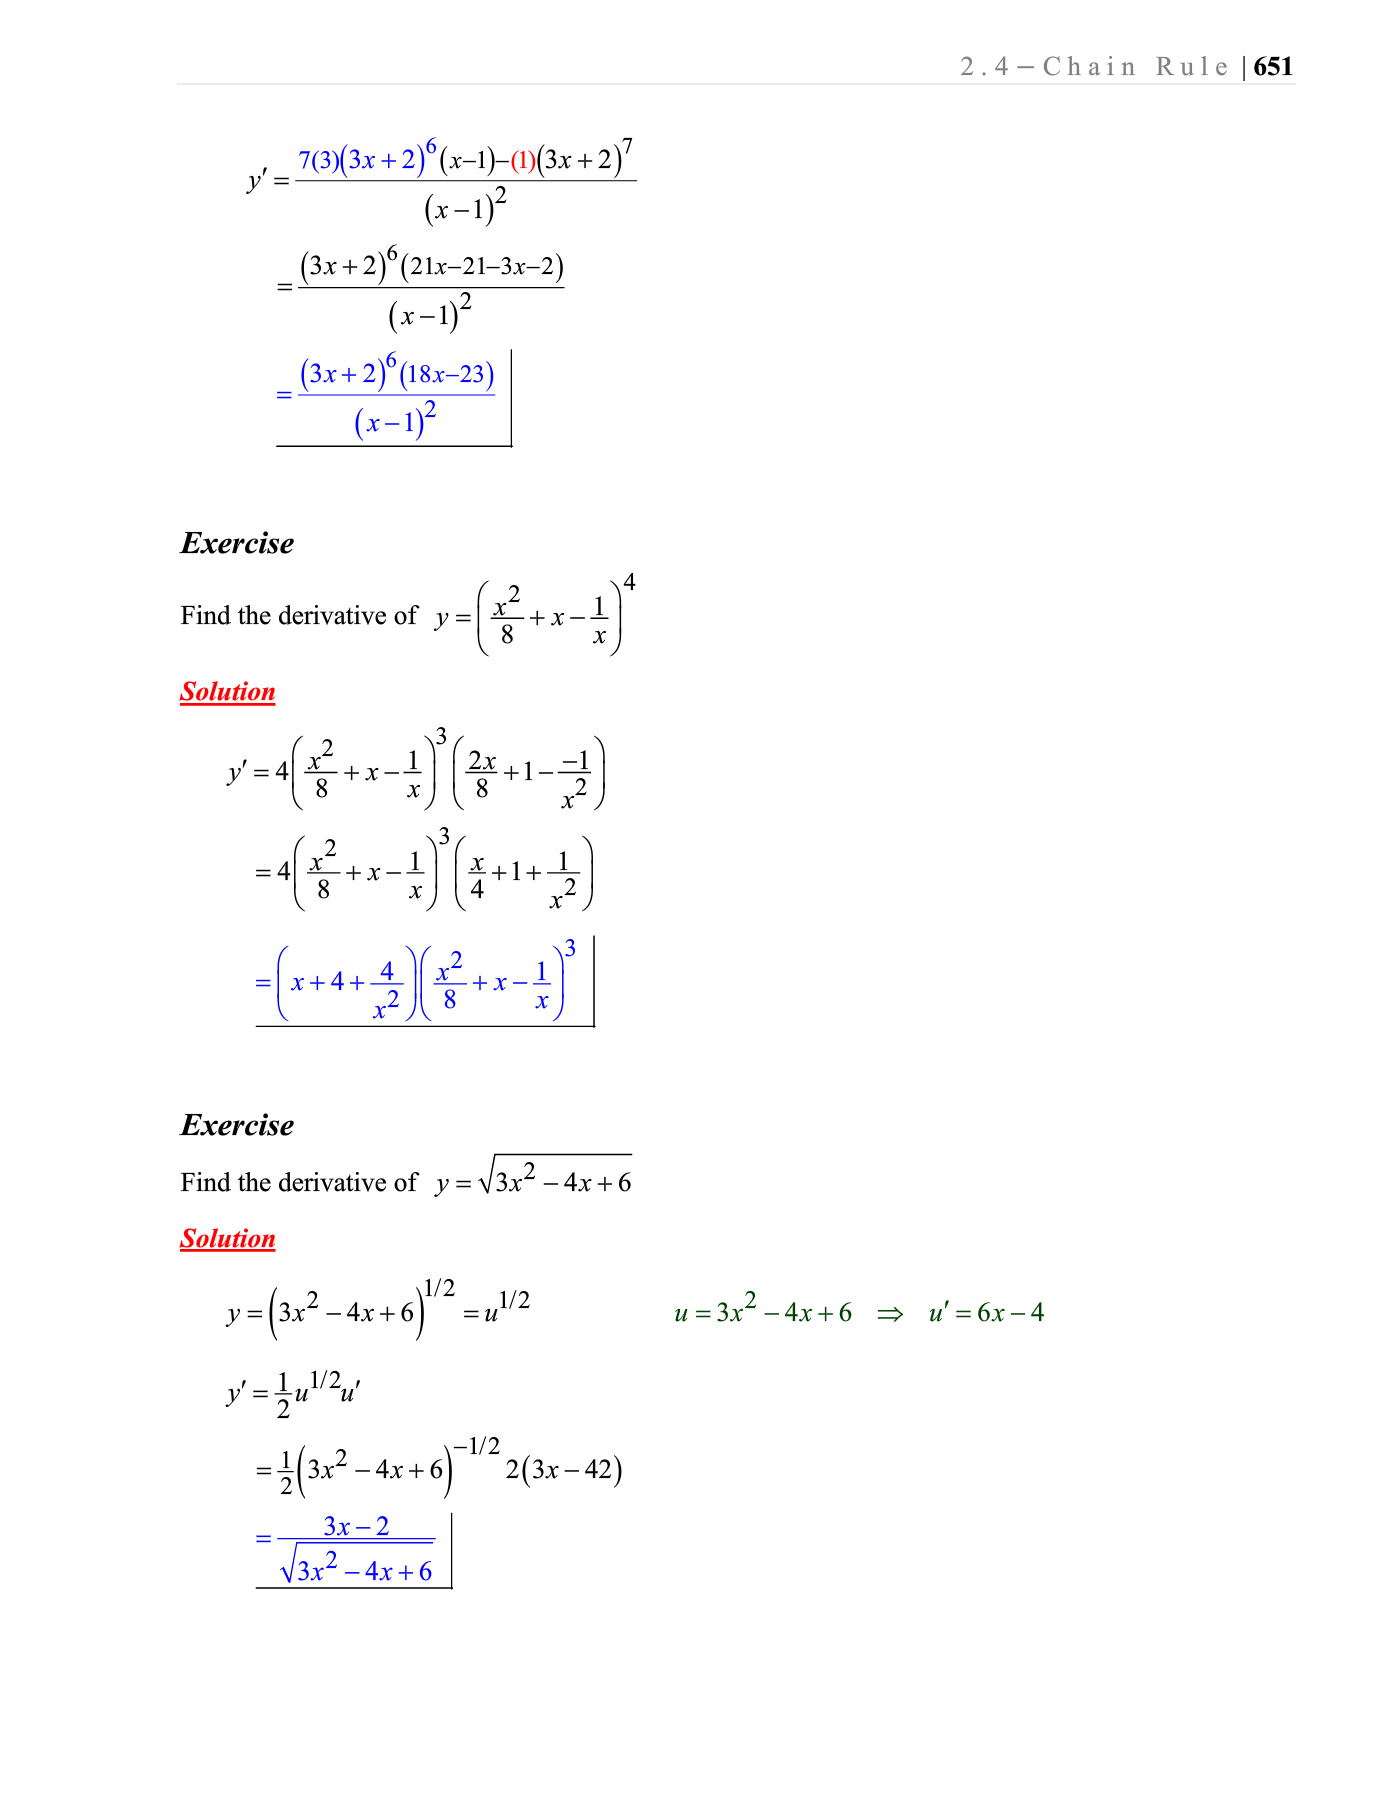 2.4 – Chain Rule | 651
y′ = \frac{7(3)(3x+2)^6(x–1)–(1)(3x+2)^7}{(x–1)^2}
= \frac{(3x+2)^6(21x–21–3x–2)}{(x–1)^2}
= \frac{(3x+2)^6(18x–23)}{(x–1)^2}
Exercise
Find the derivative of y = \left(\frac{x^2}{8} + x – \frac{1}{x}\right)^4
Solution
y′ = 4\left(\frac{x^2}{8} + x – \frac{1}{x}\right)^3 \left(\frac{2x}{8} + 1 – \frac{–1}{x^2}\right)
= 4\left(\frac{x^2}{8} + x – \frac{1}{x}\right)^3 \left(\frac{x}{4} + 1 + \frac{1}{x^2}\right)
= \left(x + 4 + \frac{4}{x^2}\right)\left(\frac{x^2}{8} + x – \frac{1}{x}\right)^3
Exercise
Find the derivative of y = \sqrt{3x^2 – 4x + 6}
Solution
y = (3x^2 – 4x + 6)^{1/2} = u^{1/2} u = 3x^2 – 4x + 6 ⇒ u′ = 6x – 4
y′ = \frac{1}{2}u^{1/2}u′
= \frac{1}{2}(3x^2 – 4x + 6)^{–1/2} 2(3x – 42)
= \frac{3x – 2}{\sqrt{3x^2 – 4x + 6}}